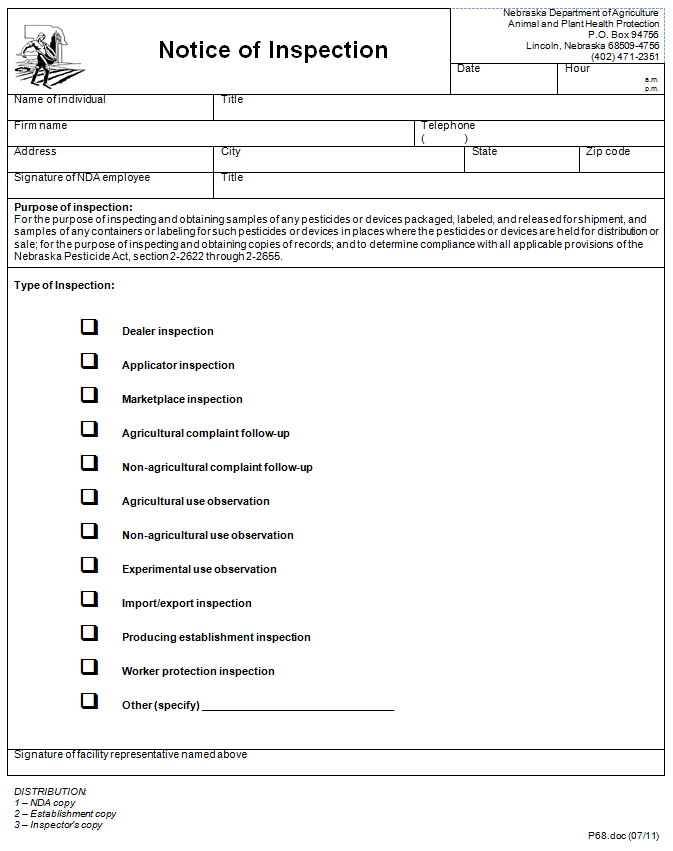 Nebraska Department of Agriculture
Animal and Plant Health Protection
P.O. Box 94756
Lincoln, Nebraska 68509-4756
(402) 471-2351
Notice of Inspection
Date Hour
a.m.
p.m.
Name of individual Title
Firm name Telephone
( )
Address City State Zip code
Signature of NDA employee Title
Purpose of inspection:
For the purpose of inspecting and obtaining samples of any pesticides or devices packaged, labeled, and released for shipment, and
samples of any containers or labeling for such pesticides or devices in places where the pesticides or devices are held for distribution or
sale; for the purpose of inspecting and obtaining copies of records; and to determine compliance with all applicable provisions of the
Nebraska Pesticide Act, section 2-2622 through 2-2655.
Type of Inspection:
❑ Dealer inspection
❑ Applicator inspection
❑ Marketplace inspection
❑ Agricultural complaint follow-up
❑ Non-agricultural complaint follow-up
❑ Agricultural use observation
❑ Non-agricultural use observation
❑ Experimental use observation
❑ Import/export inspection
❑ Producing establishment inspection
❑ Worker protection inspection
❑ Other (specify) ________________________________
Signature of facility representative named above
DISTRIBUTION:
1 – NDA copy
2 – Establishment copy
3 – Inspector's copy
P68.doc (07/11)